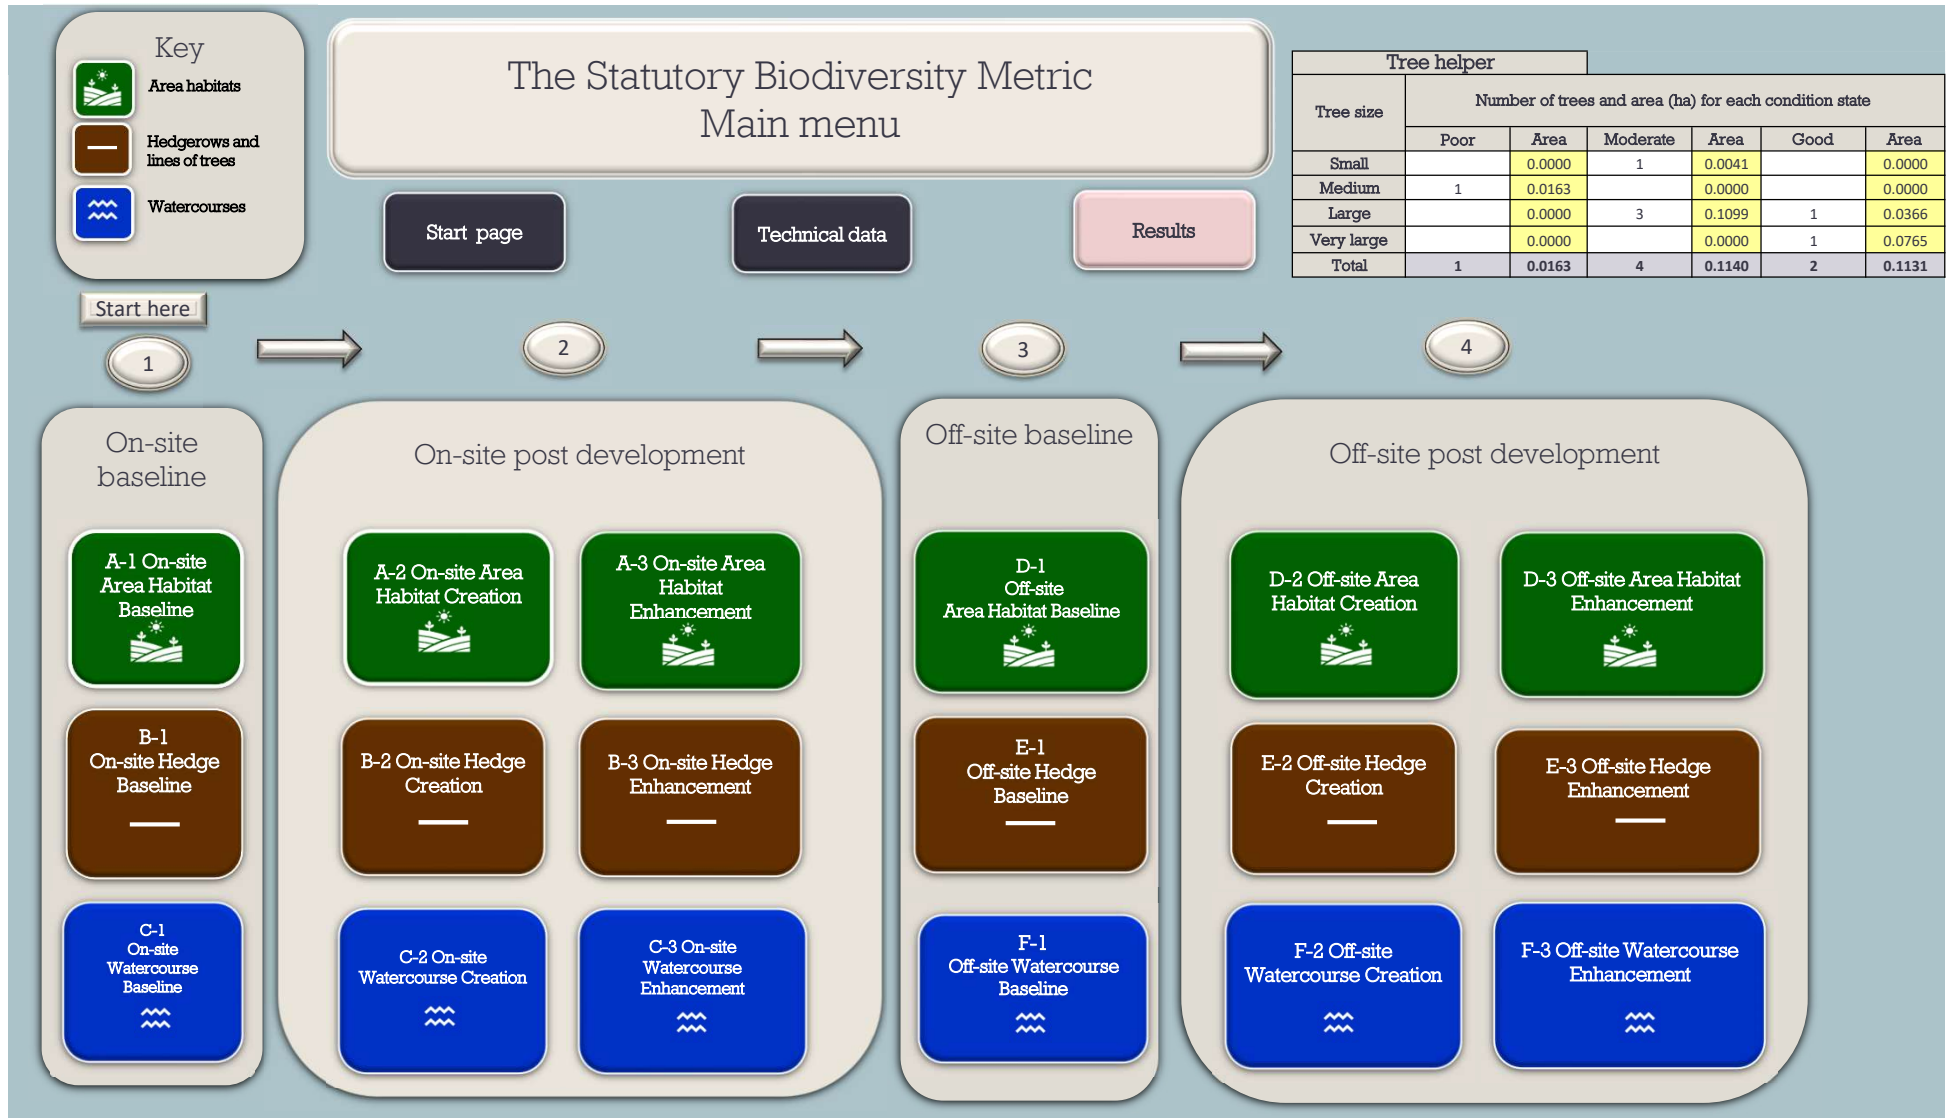 Key
Area habitats
Hedgerows and
lines of trees
Watercourses
The Statutory Biodiversity Metric
Main menu
Start page
Technical data
Results
Tree helper
Tree size
Number of trees and area (ha) for each condition state
Poor Area Moderate Area Good Area
Small 0.0000 1 0.0041 0.0000
Medium 1 0.0163 0.0000 0.0000
Large 0.0000 3 0.1099 1 0.0366
Very large 0.0000 0.0000 1 0.0765
Total 1 0.0163 4 0.1140 2 0.1131
Start here
1
2
3
4
On-site
baseline
A-1 On-site
Area Habitat
Baseline
B-1
On-site Hedge
Baseline
C-1
On-site
Watercourse
Baseline
On-site post development
A-2 On-site Area
Habitat Creation
A-3 On-site Area
Habitat
Enhancement
B-2 On-site Hedge
Creation
B-3 On-site Hedge
Enhancement
C-2 On-site
Watercourse Creation
C-3 On-site
Watercourse
Enhancement
Off-site baseline
D-1
Off-site
Area Habitat Baseline
E-1
Off-site Hedge
Baseline
F-1
Off-site Watercourse
Baseline
Off-site post development
D-2 Off-site Area
Habitat Creation
D-3 Off-site Area Habitat
Enhancement
E-2 Off-site Hedge
Creation
E-3 Off-site Hedge
Enhancement
F-2 Off-site
Watercourse Creation
F-3 Off-site Watercourse
Enhancement